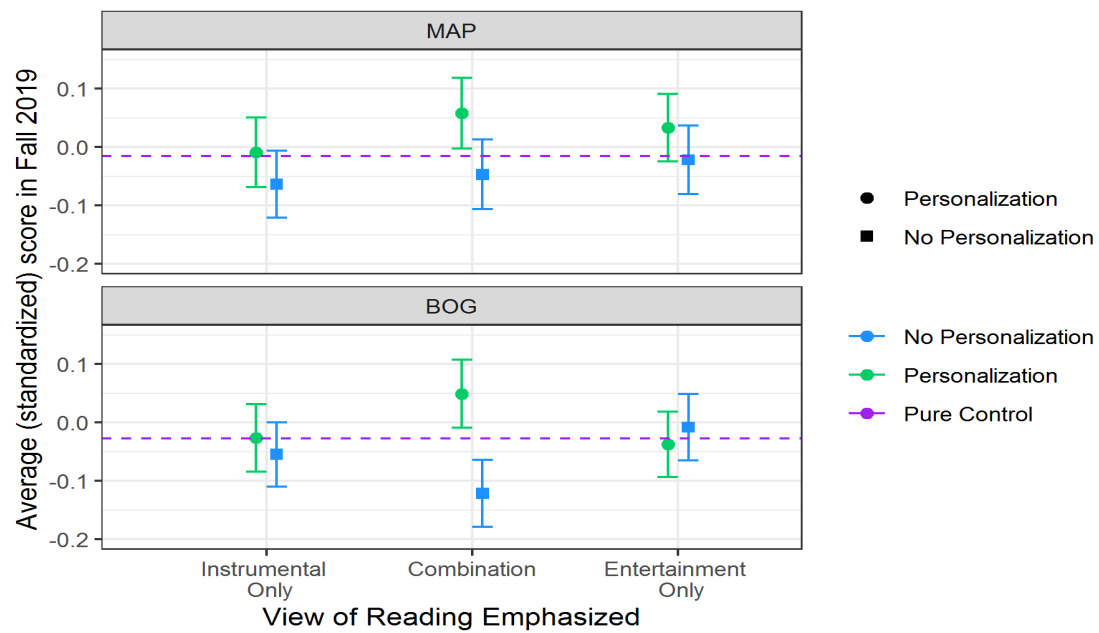 MAP
0.1
0.0
-0.1
-0.2
BOG
0.1
0.0
-0.1
-0.2
Average (standardized) score in Fall 2019
Instrumental
Only
Combination
Entertainment
Only
View of Reading Emphasized
Personalization
No Personalization
No Personalization
Personalization
Pure Control